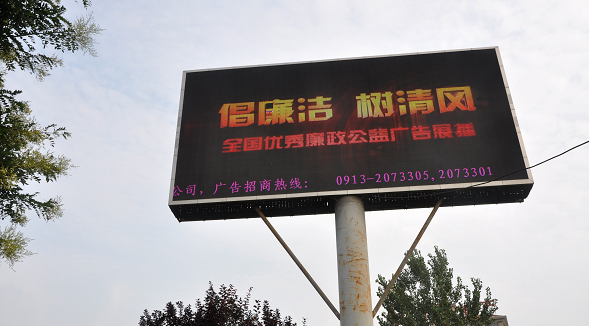 倡廉洁 树清风
全国优秀廉政公益广告展播
公司，广告招商热线： 0913-2073305,2073301